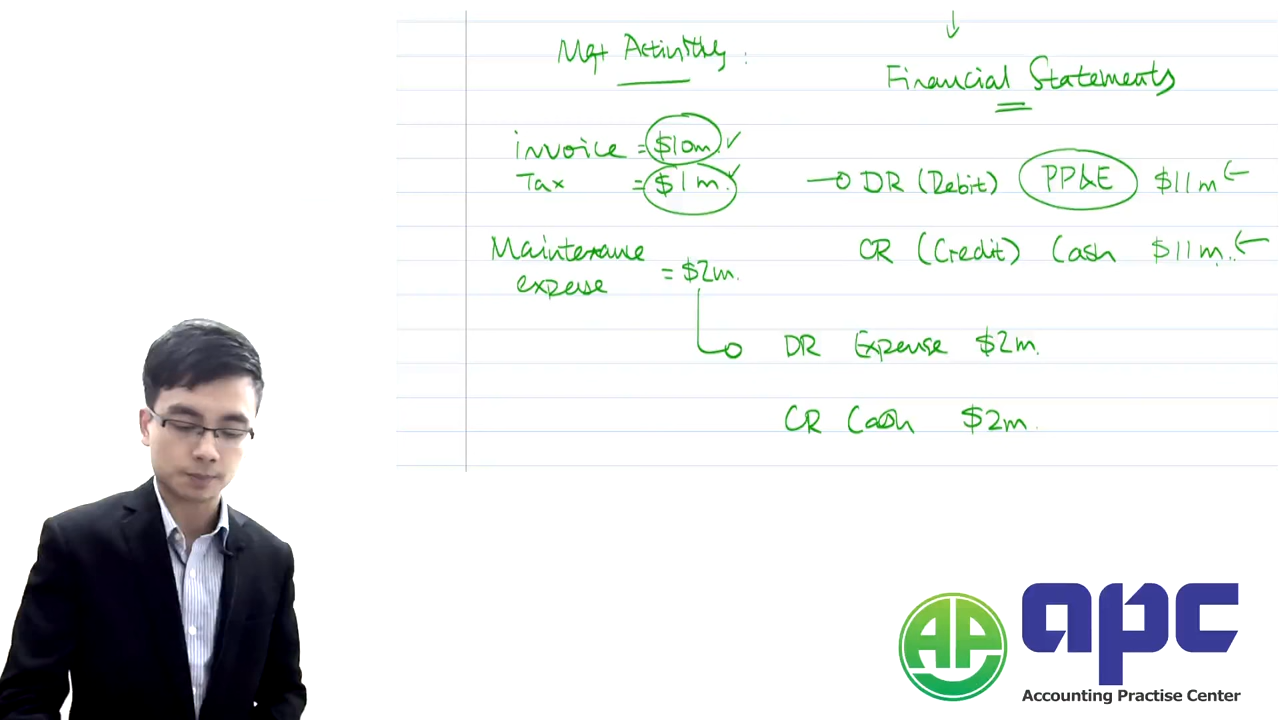 Mgt Activity :
Financial Statements
invoice = $10m. ✓
Tax = $1m. ✓
→ DR (Debit) PP&E $11m ←
CR (Credit) Cash $11m. ←
Maintenance expense = $2m.
DR Expense $2m.
CR Cash $2m.
AP
apc
Accounting Practise Center